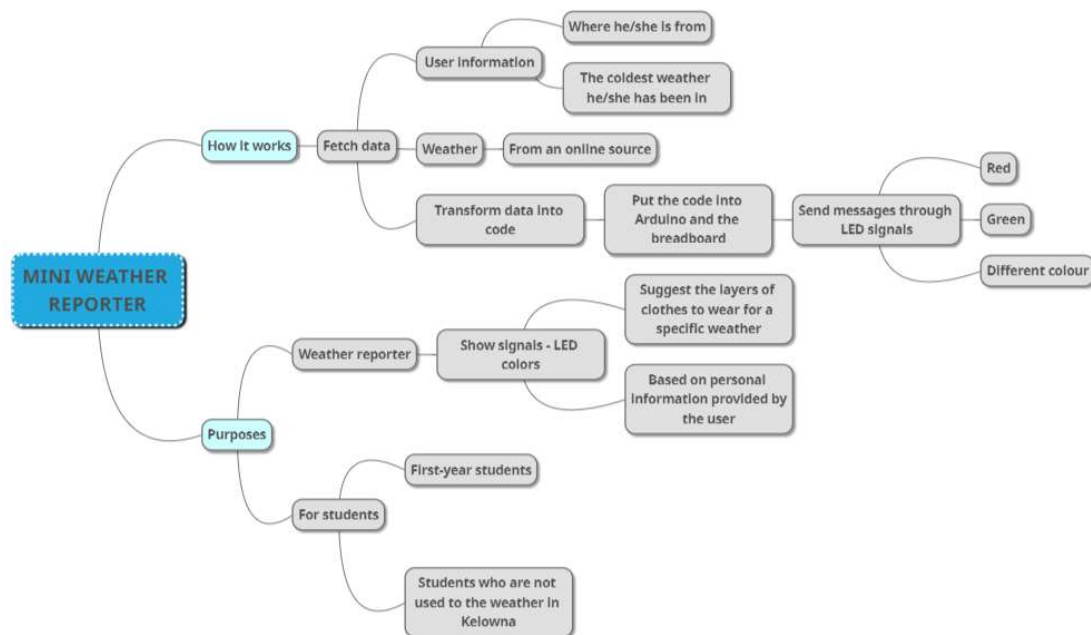 MINI WEATHER
REPORTER
How it works
Fetch data
User information
Where he/she is from
The coldest weather
he/she has been in
Weather
From an online source
Transform data into
code
Put the code into
Arduino and the
breadboard
Send messages through
LED signals
Red
Green
Different colour
Purposes
Weather reporter
Show signals - LED
colors
Suggest the layers of
clothes to wear for a
specific weather
Based on personal
information provided by
the user
For students
First-year students
Students who are not
used to the weather in
Kelowna